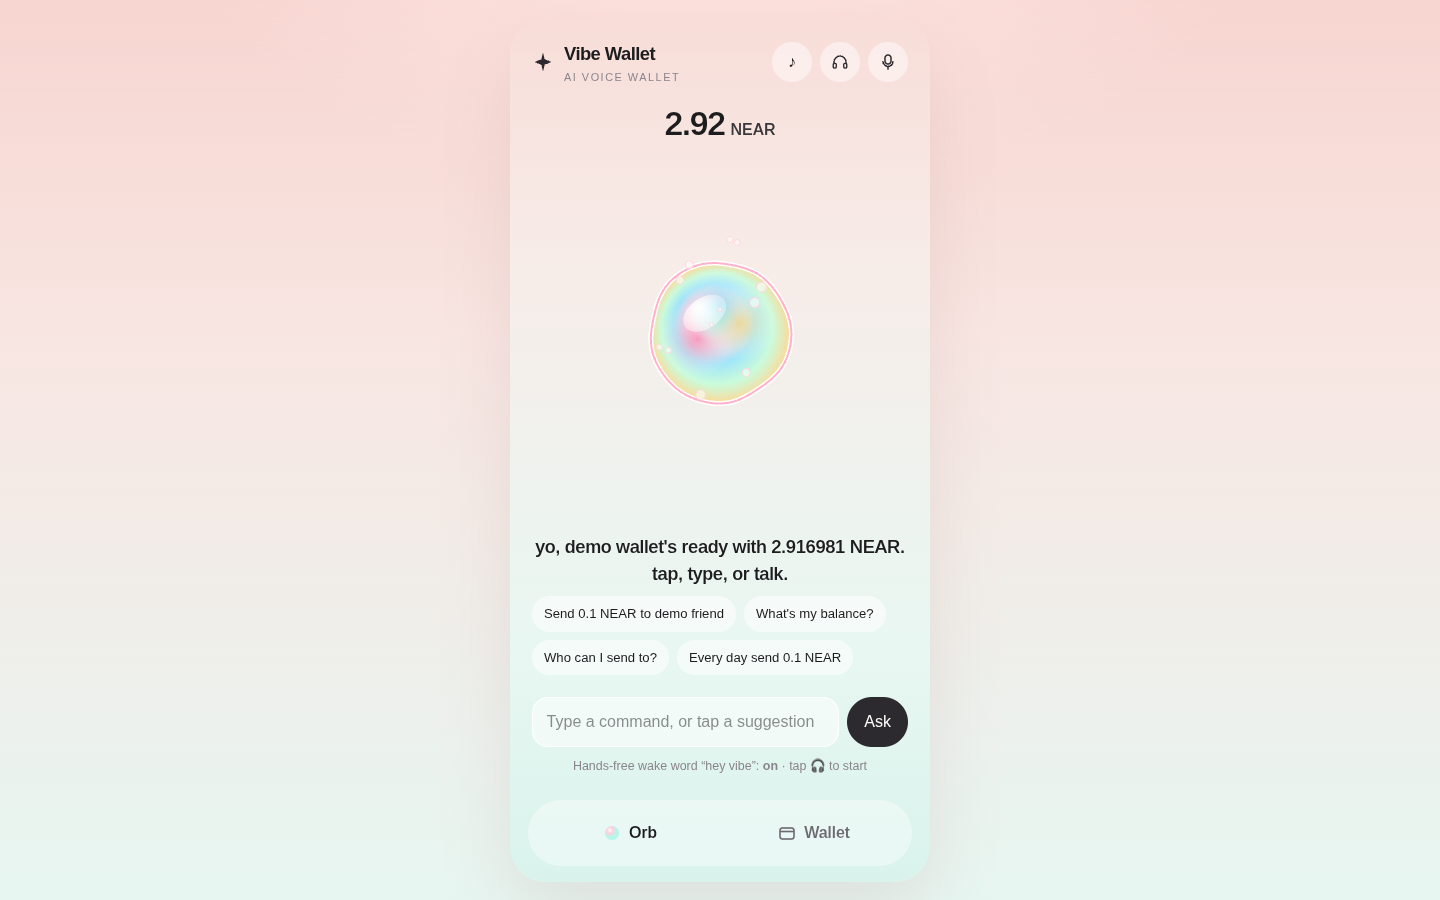 Vibe Wallet
AI VOICE WALLET
♪
2.92 NEAR
yo, demo wallet's ready with 2.916981 NEAR.
tap, type, or talk.
Send 0.1 NEAR to demo friend
What's my balance?
Who can I send to?
Every day send 0.1 NEAR
Type a command, or tap a suggestion
Ask
Hands-free wake word “hey vibe”: on · tap 🎧 to start
Orb
Wallet